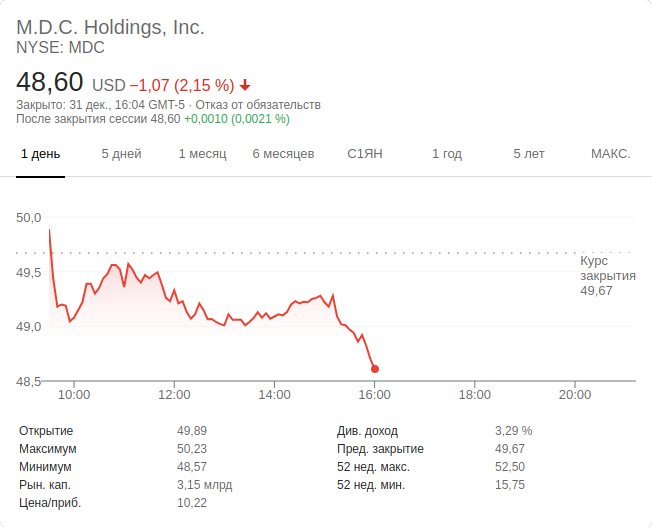 M.D.C. Holdings, Inc.
NYSE: MDC
48,60 USD −1,07 (2,15 %)
Закрыто: 31 дек., 16:04 GMT-5 · Отказ от обязательств
После закрытия сессии 48,60 +0,0010 (0,0021 %)
1 день 5 дней 1 месяц 6 месяцев С1ЯН 1 год 5 лет МАКС.
50,0
Курс
закрытия
49,67
49,5
49,0
48,5
10:00 12:00 14:00 16:00 18:00 20:00
Открытие 49,89 Див. доход 3,29 %
Максимум 50,23 Пред. закрытие 49,67
Минимум 48,57 52 нед. макс. 52,50
Рын. кап. 3,15 млрд 52 нед. мин. 15,75
Цена/приб. 10,22